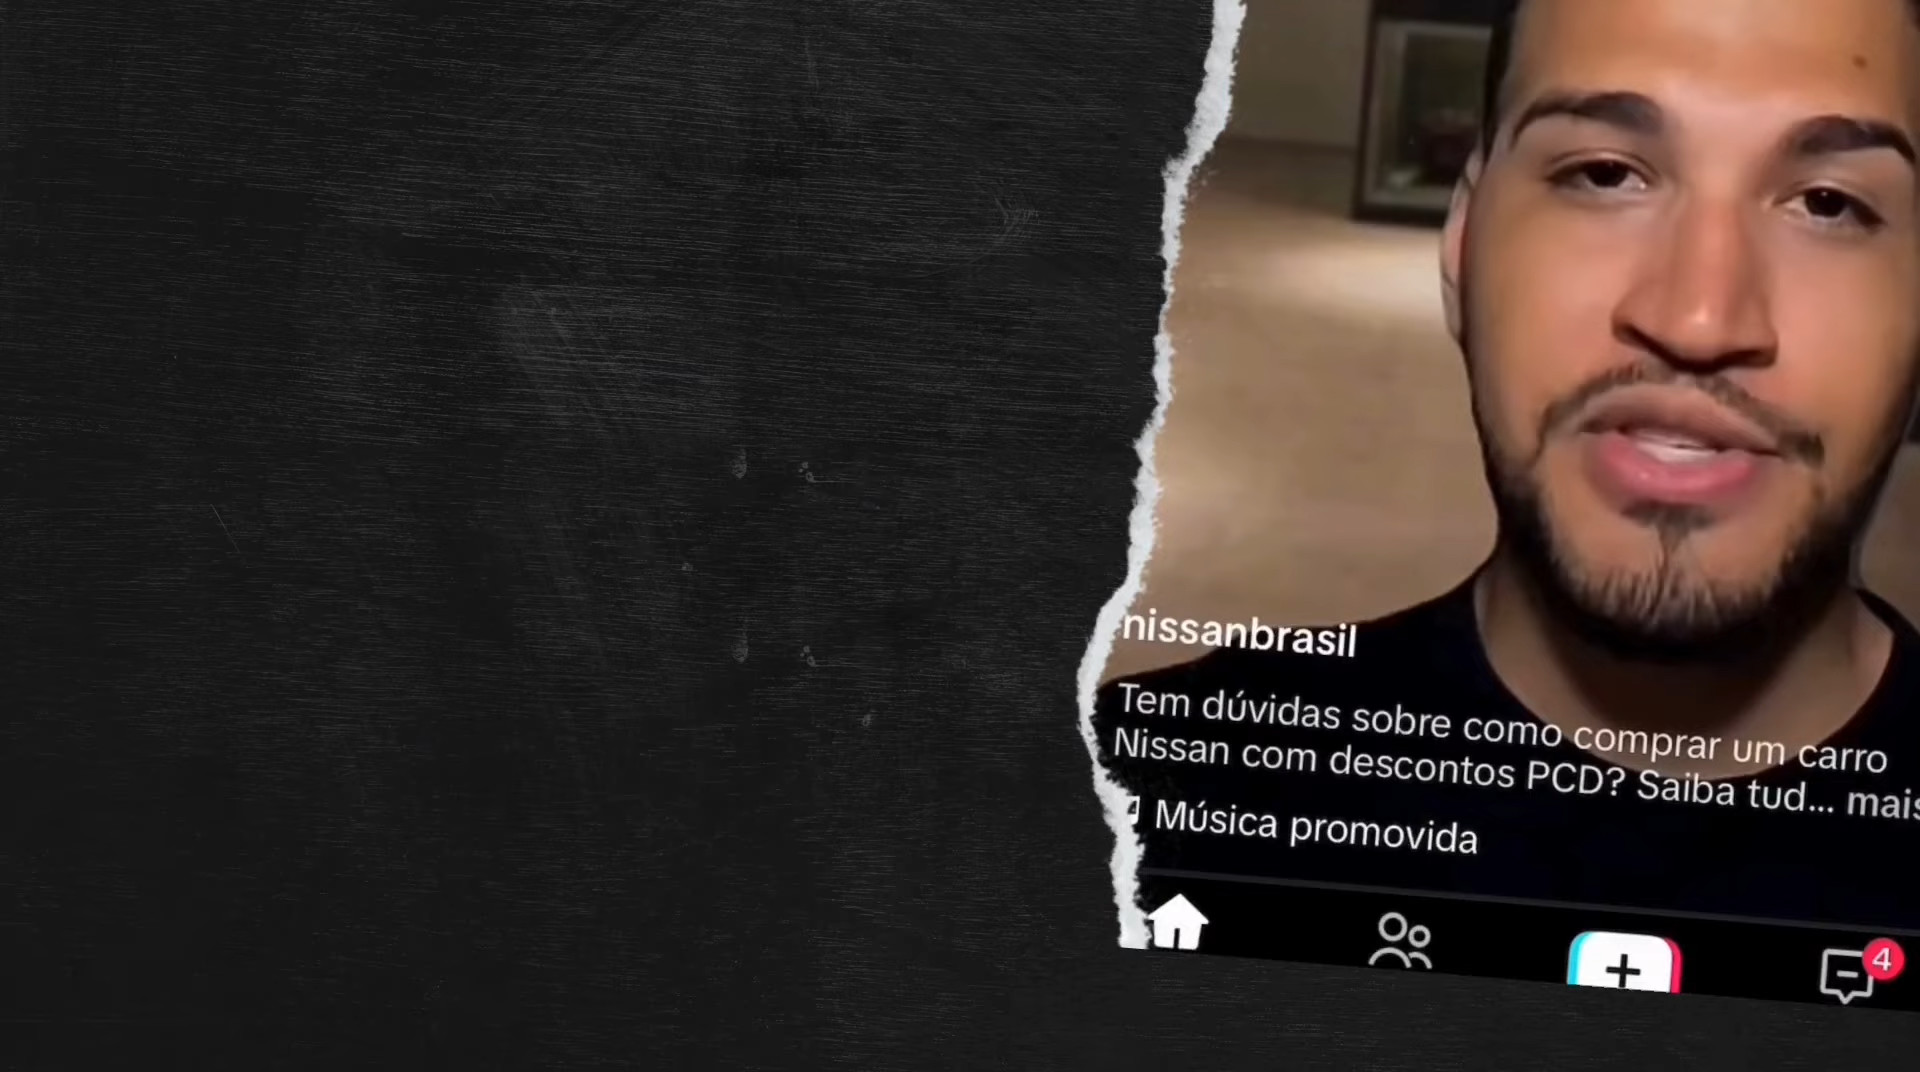 nissanbrasil
Tem dúvidas sobre como comprar um carro
Nissan com descontos PCD? Saiba tud... mais
Música promovida
4